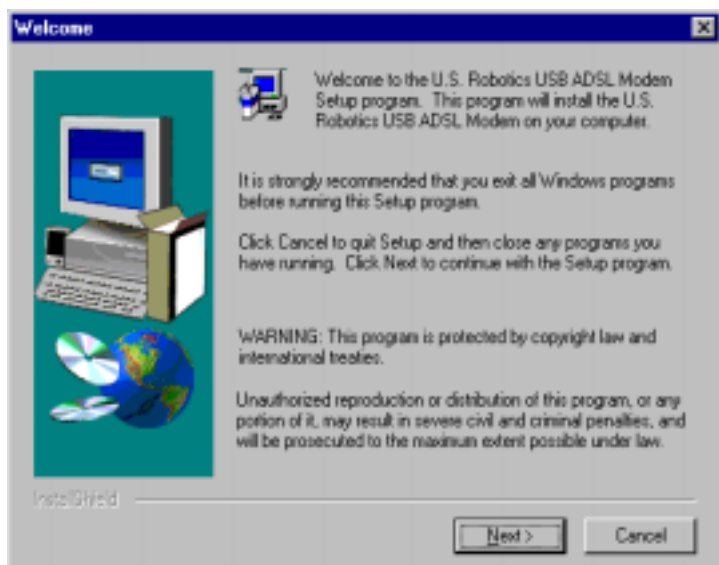 Welcome
Welcome to the U.S. Robotics USB ADSL Modem
Setup program. This program will install the U.S.
Robotics USB ADSL Modem on your computer.
It is strongly recommended that you exit all Windows programs
before running this Setup program.
Click Cancel to quit Setup and then close any programs you
have running. Click Next to continue with the Setup program.
WARNING: This program is protected by copyright law and
international treaties.
Unauthorized reproduction or distribution of this program, or any
portion of it, may result in severe civil and criminal penalties, and
will be prosecuted to the maximum extent possible under law.
InstallShield
Next >
Cancel